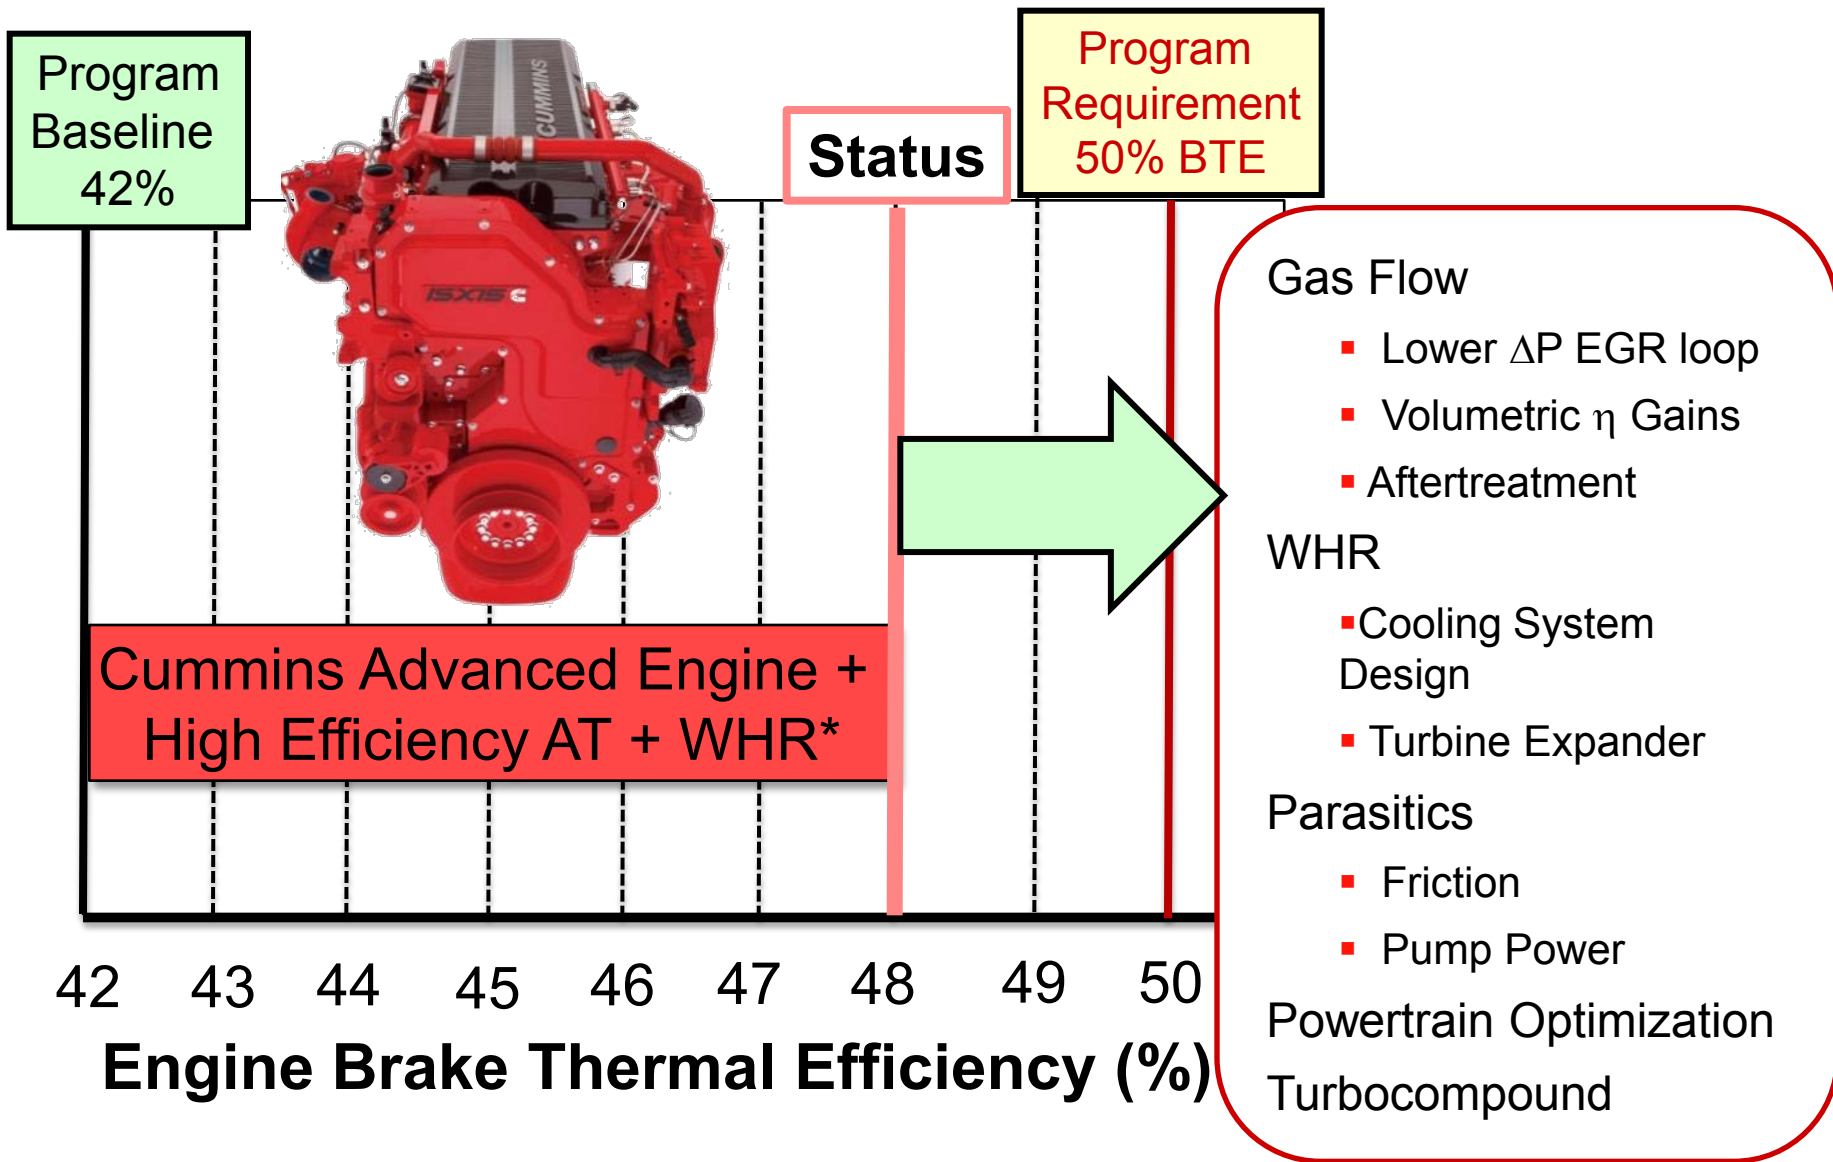 Program
Baseline
42%
CUMMINS
ISX15
Status
Program
Requirement
50% BTE
Gas Flow
▪ Lower ΔP EGR loop
▪ Volumetric η Gains
▪ Aftertreatment
WHR
▪Cooling System
Design
▪ Turbine Expander
Parasitics
▪ Friction
▪ Pump Power
Powertrain Optimization
Turbocompound
Cummins Advanced Engine +
High Efficiency AT + WHR*
42 43 44 45 46 47 48 49 50
Engine Brake Thermal Efficiency (%)